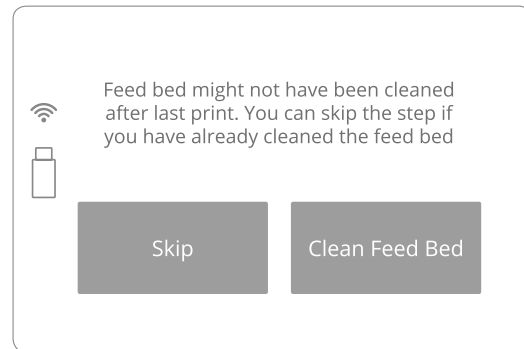 Feed bed might not have been cleaned
after last print. You can skip the step if
you have already cleaned the feed bed
Skip
Clean Feed Bed